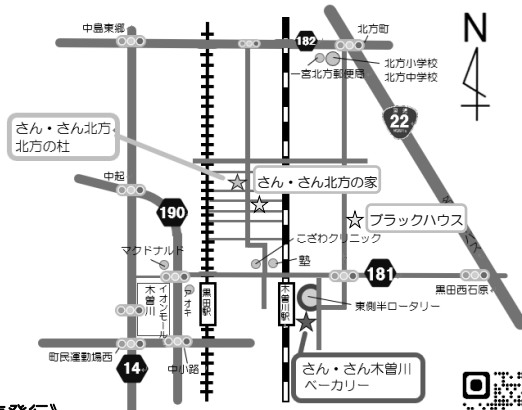 中島東郷
182
北方町
N
一宮北方郵便局
北方小学校
北方中学校
22
さん・さん北方
北方の杜
中起
さん・さん北方の家
190
ブラックハウス
マクドナルド
こざわクリニック
塾
181
黒田西石原
木曽川
イオンモール
アオキ
黒田駅
木曽川駅
東側半ロータリー
町民運動場西
14
中小路
さん・さん木曽川
ベーカリー